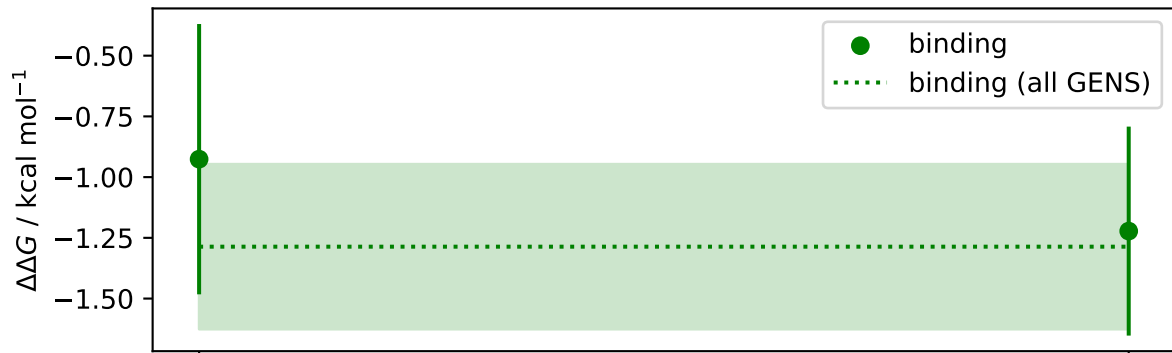 ΔΔG / kcal mol⁻¹
−0.50
−0.75
−1.00
−1.25
−1.50
binding
binding (all GENS)